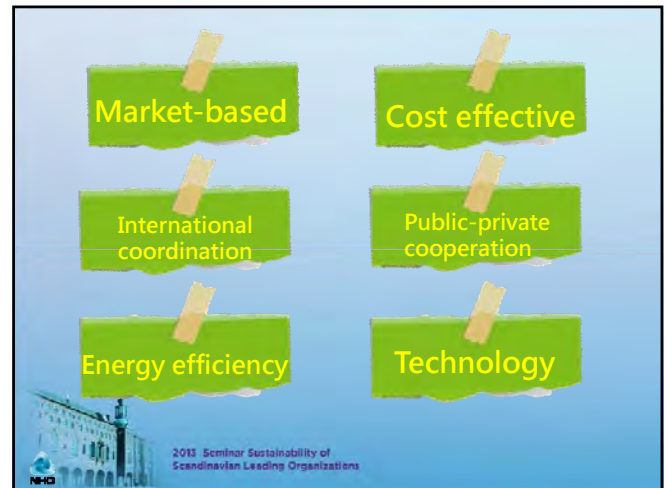 Market-based
Cost effective
International
coordination
Public-private
cooperation
Energy efficiency
Technology
2013 Seminar Sustainability of
Scandinavian Leading Organizations